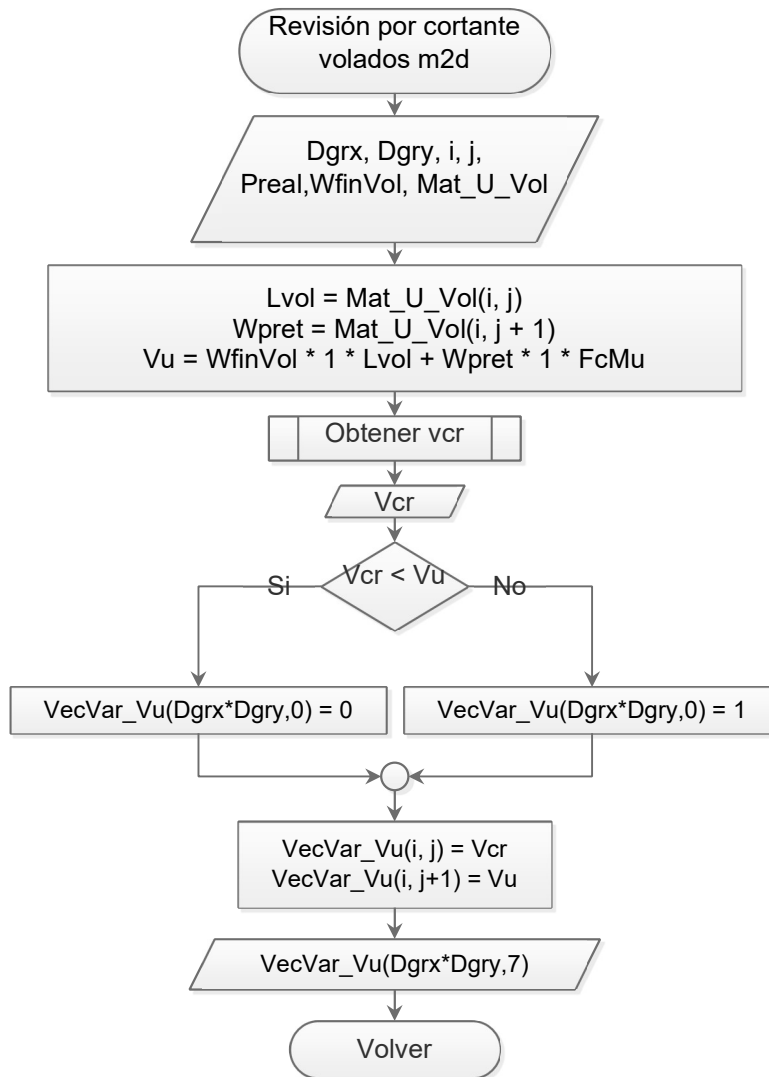 Revisión por cortante
volados m2d
Dgrx, Dgry, i, j,
Preal,WfinVol, Mat_U_Vol
Lvol = Mat_U_Vol(i, j)
Wpret = Mat_U_Vol(i, j + 1)
Vu = WfinVol * 1 * Lvol + Wpret * 1 * FcMu
Obtener vcr
Vcr
Vcr < Vu
Si
No
VecVar_Vu(Dgrx*Dgry,0) = 0
VecVar_Vu(Dgrx*Dgry,0) = 1
VecVar_Vu(i, j) = Vcr
VecVar_Vu(i, j+1) = Vu
VecVar_Vu(Dgrx*Dgry,7)
Volver